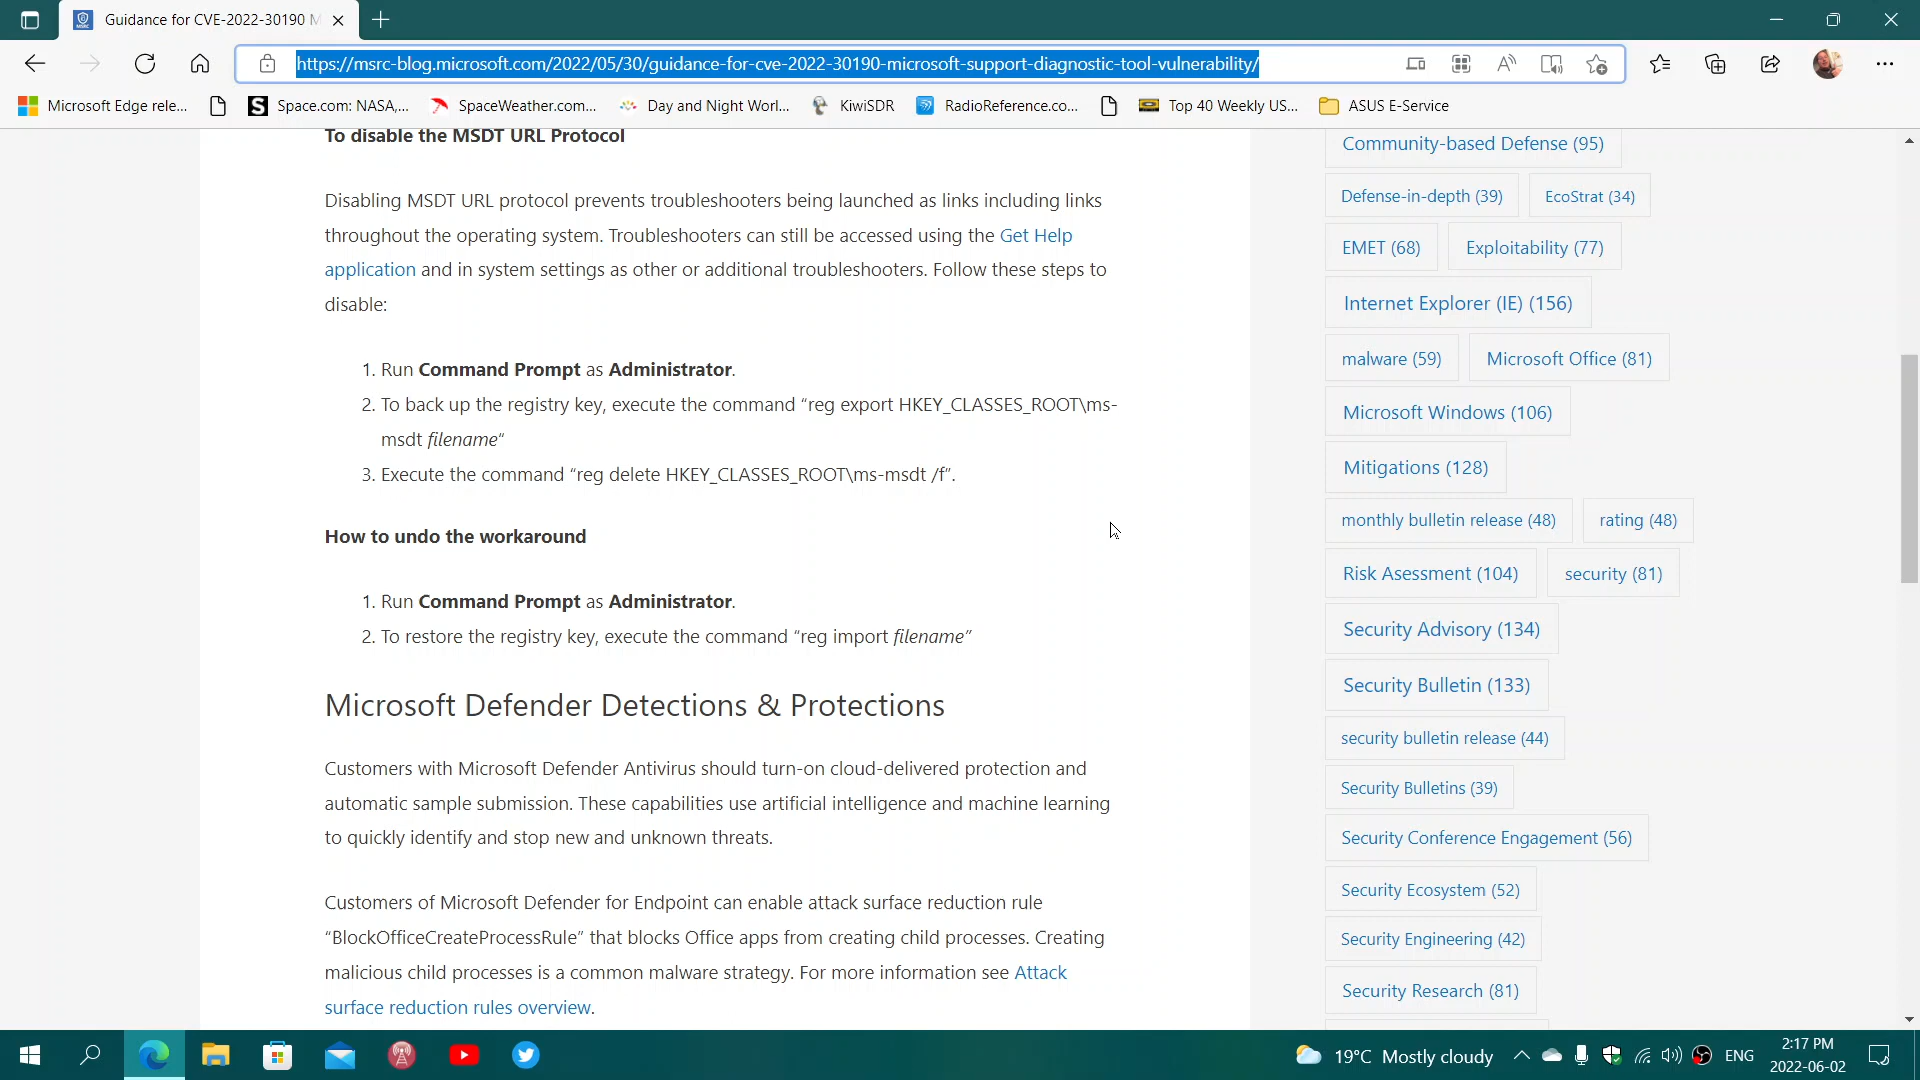 Guidance for CVE-2022-30190 M
https://msrc-blog.microsoft.com/2022/05/30/guidance-for-cve-2022-30190-microsoft-support-diagnostic-tool-vulnerability/
Microsoft Edge rele...
Space.com: NASA,...
SpaceWeather.com...
Day and Night Worl...
KiwiSDR
RadioReference.co...
Top 40 Weekly US...
ASUS E-Service
To disable the MSDT URL Protocol
Disabling MSDT URL protocol prevents troubleshooters being launched as links including links
throughout the operating system. Troubleshooters can still be accessed using the Get Help
application and in system settings as other or additional troubleshooters. Follow these steps to
disable:
1. Run Command Prompt as Administrator.
2. To back up the registry key, execute the command “reg export HKEY_CLASSES_ROOT\ms-
msdt filename“
3. Execute the command “reg delete HKEY_CLASSES_ROOT\ms-msdt /f”.
How to undo the workaround
1. Run Command Prompt as Administrator.
2. To restore the registry key, execute the command “reg import filename”
Microsoft Defender Detections & Protections
Customers with Microsoft Defender Antivirus should turn-on cloud-delivered protection and
automatic sample submission. These capabilities use artificial intelligence and machine learning
to quickly identify and stop new and unknown threats.
Customers of Microsoft Defender for Endpoint can enable attack surface reduction rule
“BlockOfficeCreateProcessRule” that blocks Office apps from creating child processes. Creating
malicious child processes is a common malware strategy. For more information see Attack
surface reduction rules overview.
Community-based Defense (95)
Defense-in-depth (39)
EcoStrat (34)
EMET (68)
Exploitability (77)
Internet Explorer (IE) (156)
malware (59)
Microsoft Office (81)
Microsoft Windows (106)
Mitigations (128)
monthly bulletin release (48)
rating (48)
Risk Asessment (104)
security (81)
Security Advisory (134)
Security Bulletin (133)
security bulletin release (44)
Security Bulletins (39)
Security Conference Engagement (56)
Security Ecosystem (52)
Security Engineering (42)
Security Research (81)
19°C Mostly cloudy
ENG
2:17 PM
2022-06-02